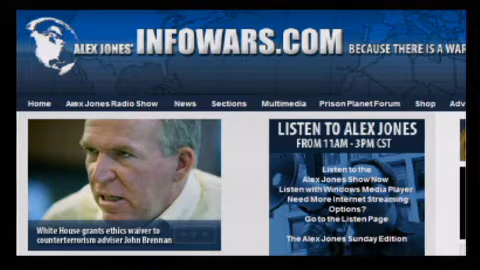 ALEX JONES' INFOWARS.COM BECAUSE THERE IS A WAR
Home Alex Jones Radio Show News Sections Multimedia Prison Planet Forum Shop Adv
LISTEN TO ALEX JONES
FROM 11AM - 3PM CST
Listen to the
Alex Jones Show Now
Listen with Windows Media Player
Need More Internet Streaming
Options?
Go to the Listen Page
The Alex Jones Sunday Edition
White House grants ethics waiver to
counterterrorism adviser John Brennan